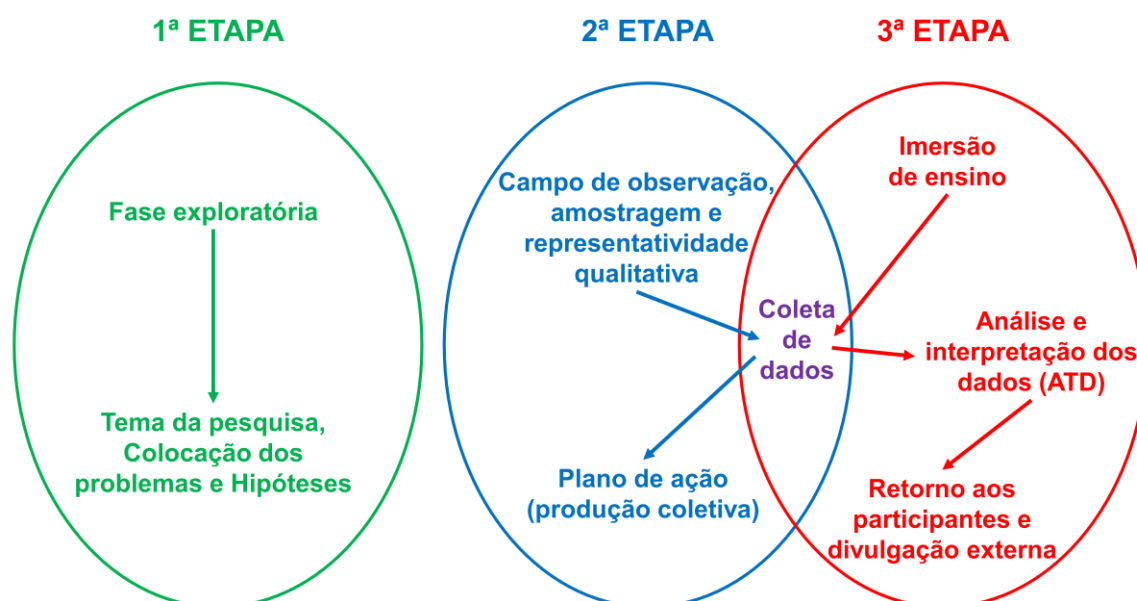 1ª ETAPA
Fase exploratória
Tema da pesquisa,
Colocação dos
problemas e Hipóteses
2ª ETAPA
Campo de observação,
amostragem e
representatividade
qualitativa
Coleta
de
dados
Plano de ação
(produção coletiva)
3ª ETAPA
Imersão
de ensino
Análise e
interpretação dos
dados (ATD)
Retorno aos
participantes e
divulgação externa